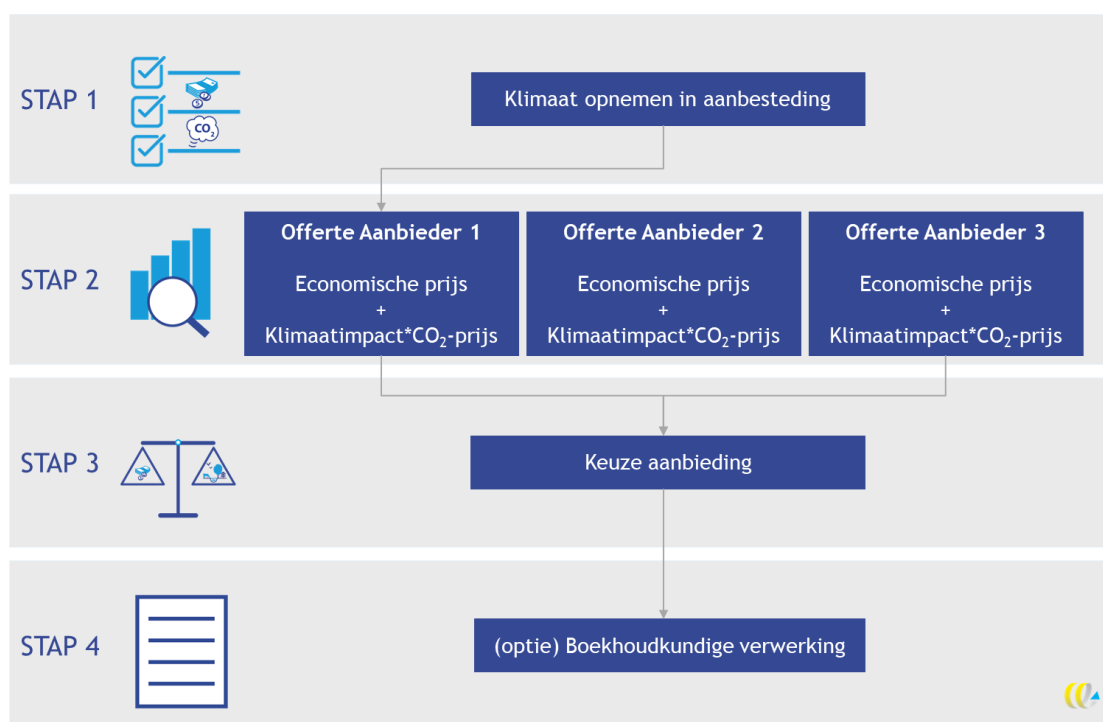 STAP 1
CO₂
Klimaat opnemen in aanbesteding
STAP 2
Offerte Aanbieder 1
Economische prijs
+
Klimaatimpact*CO₂-prijs
Offerte Aanbieder 2
Economische prijs
+
Klimaatimpact*CO₂-prijs
Offerte Aanbieder 3
Economische prijs
+
Klimaatimpact*CO₂-prijs
STAP 3
Keuze aanbieding
STAP 4
(optie) Boekhoudkundige verwerking